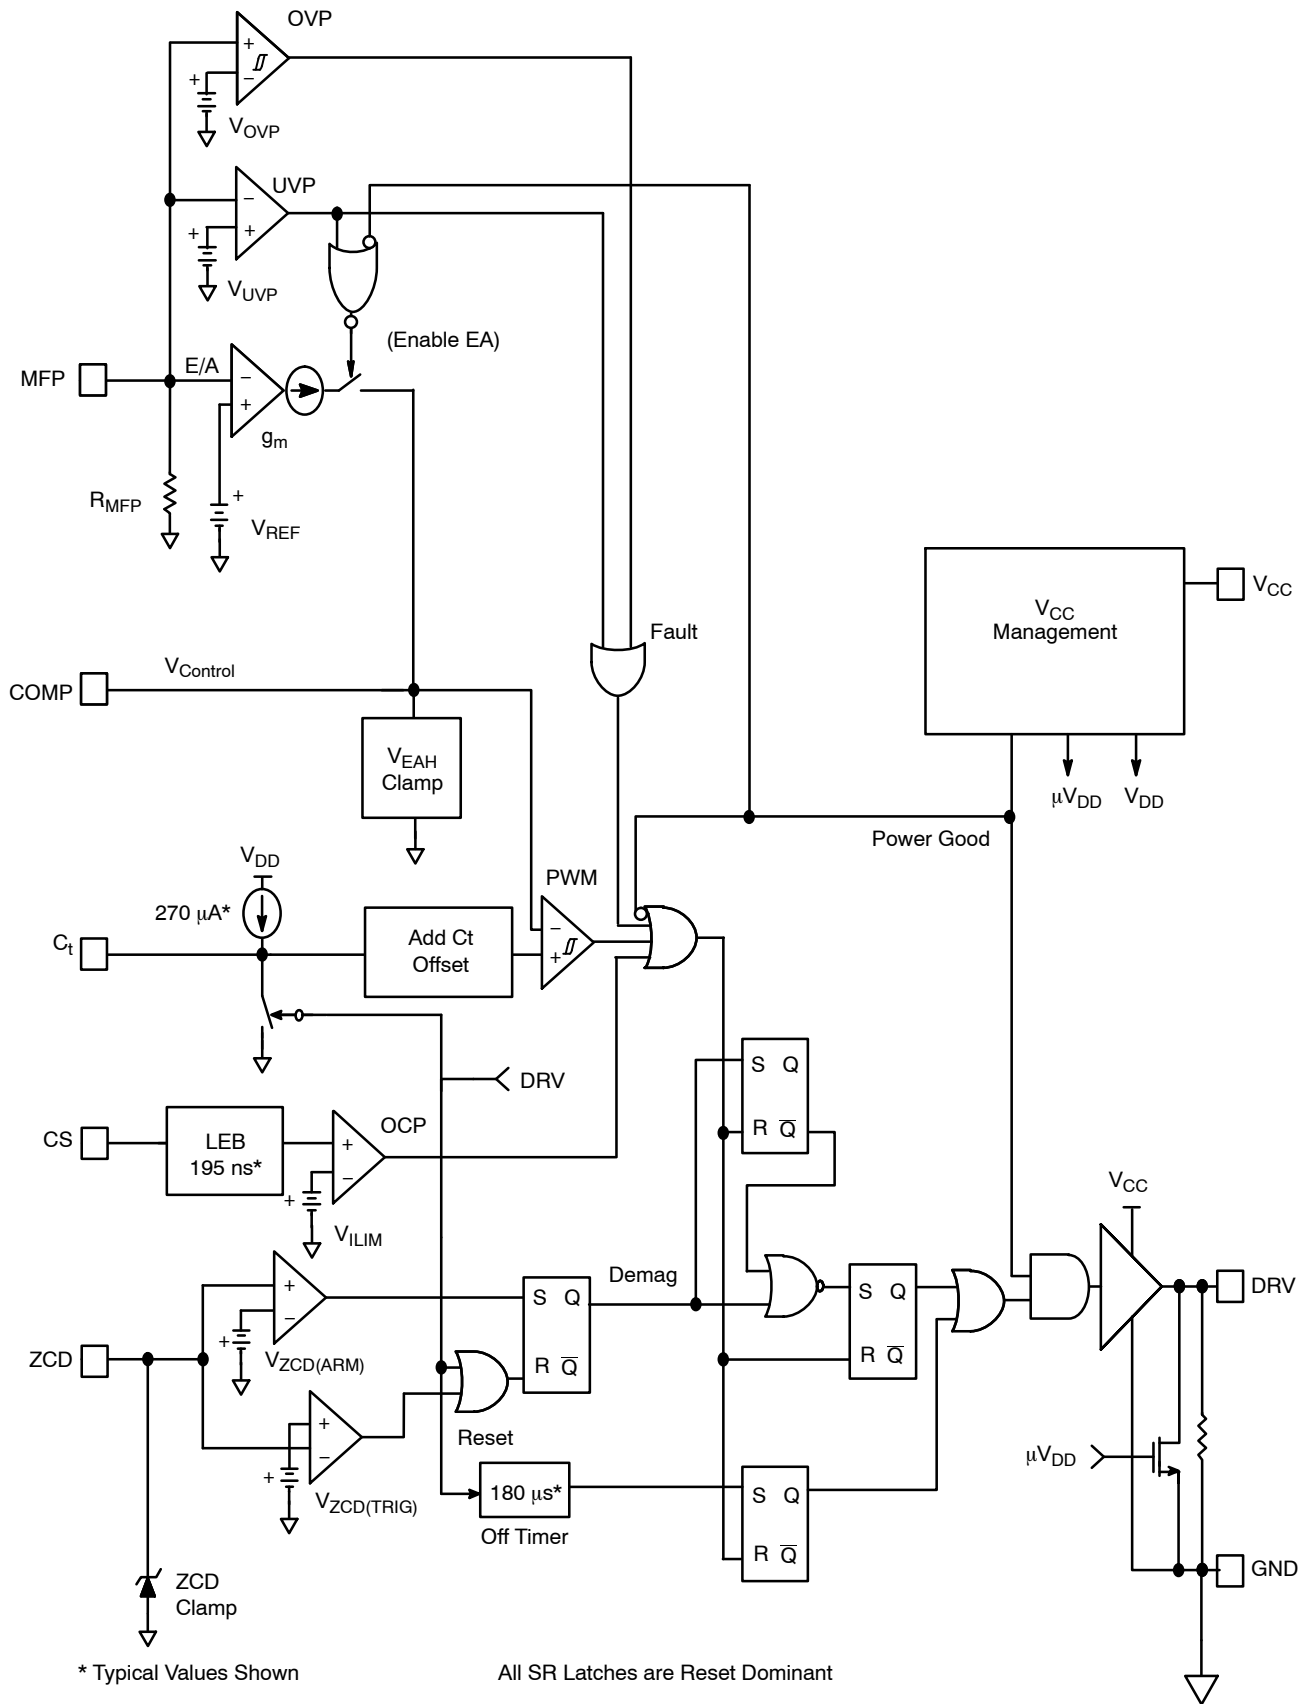 OVP
+
−
+
V_OVP
UVP
−
+
+
V_UVP
(Enable EA)
MFP
E/A
−
+
g_m
R_MFP
+
V_REF
V_CC
Management
V_CC
Fault
V_Control
COMP
V_EAH
Clamp
μV_DD
V_DD
Power Good
V_DD
PWM
270 μA*
C_t
Add Ct
Offset
−
+
S Q
R Q̅
DRV
CS
LEB
195 ns*
OCP
+
−
+
V_ILIM
V_CC
Demag
+
−
+
V_ZCD(ARM)
S Q
R Q̅
S Q
R Q̅
DRV
ZCD
+
−
+
V_ZCD(TRIG)
Reset
μV_DD
180 μs*
Off Timer
S Q
R Q̅
GND
ZCD
Clamp
* Typical Values Shown
All SR Latches are Reset Dominant